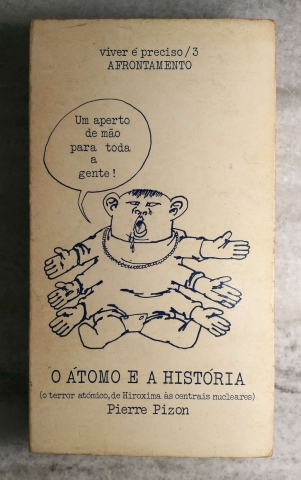 viver é preciso/3
AFRONTAMENTO
Um aperto
de mão
para toda
a
gente!
O ÁTOMO E A HISTÓRIA
(o terror atómico, de Hiroxima às centrais nucleares)
Pierre Pizon